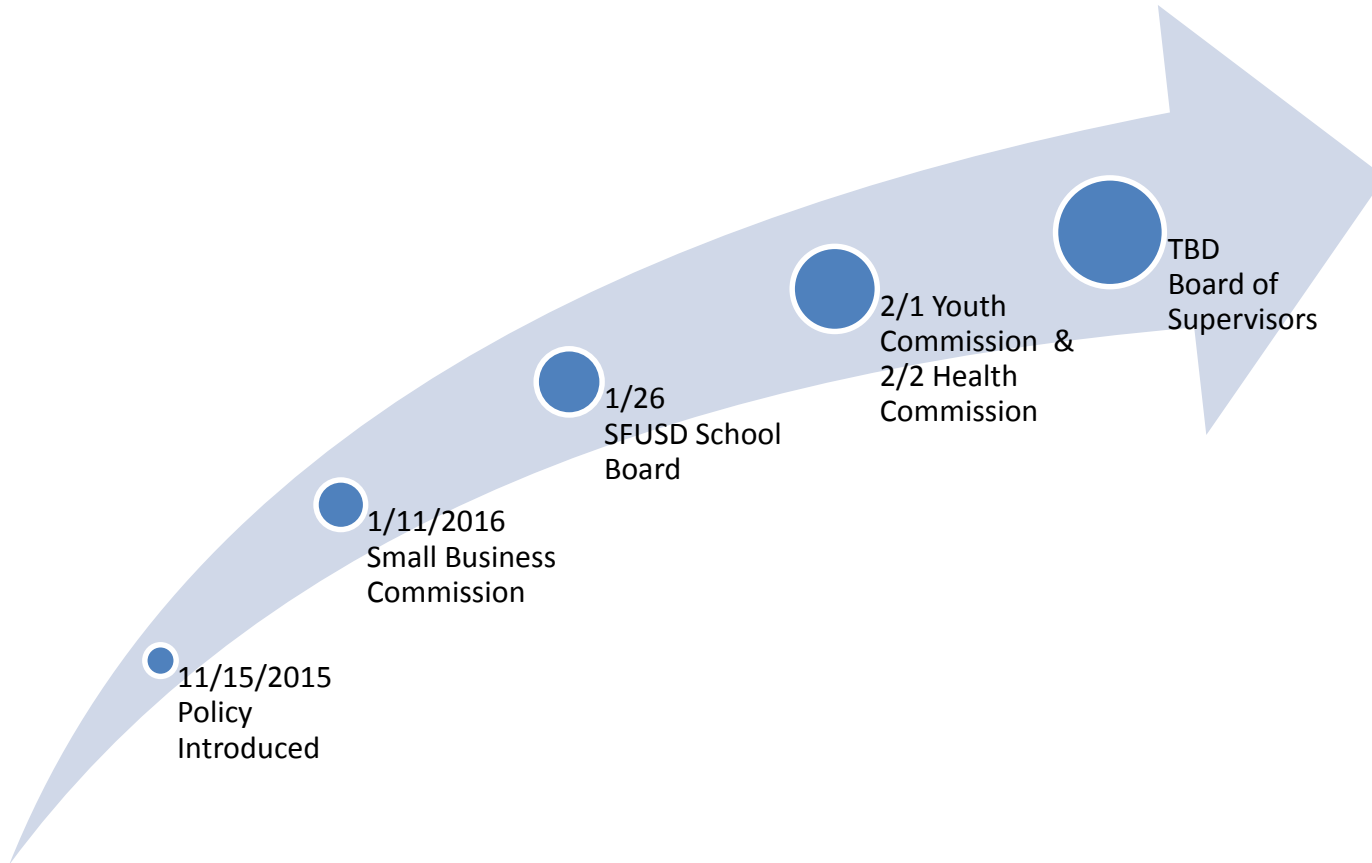 11/15/2015
Policy
Introduced
1/11/2016
Small Business
Commission
1/26
SFUSD School
Board
2/1 Youth
Commission &
2/2 Health
Commission
TBD
Board of
Supervisors